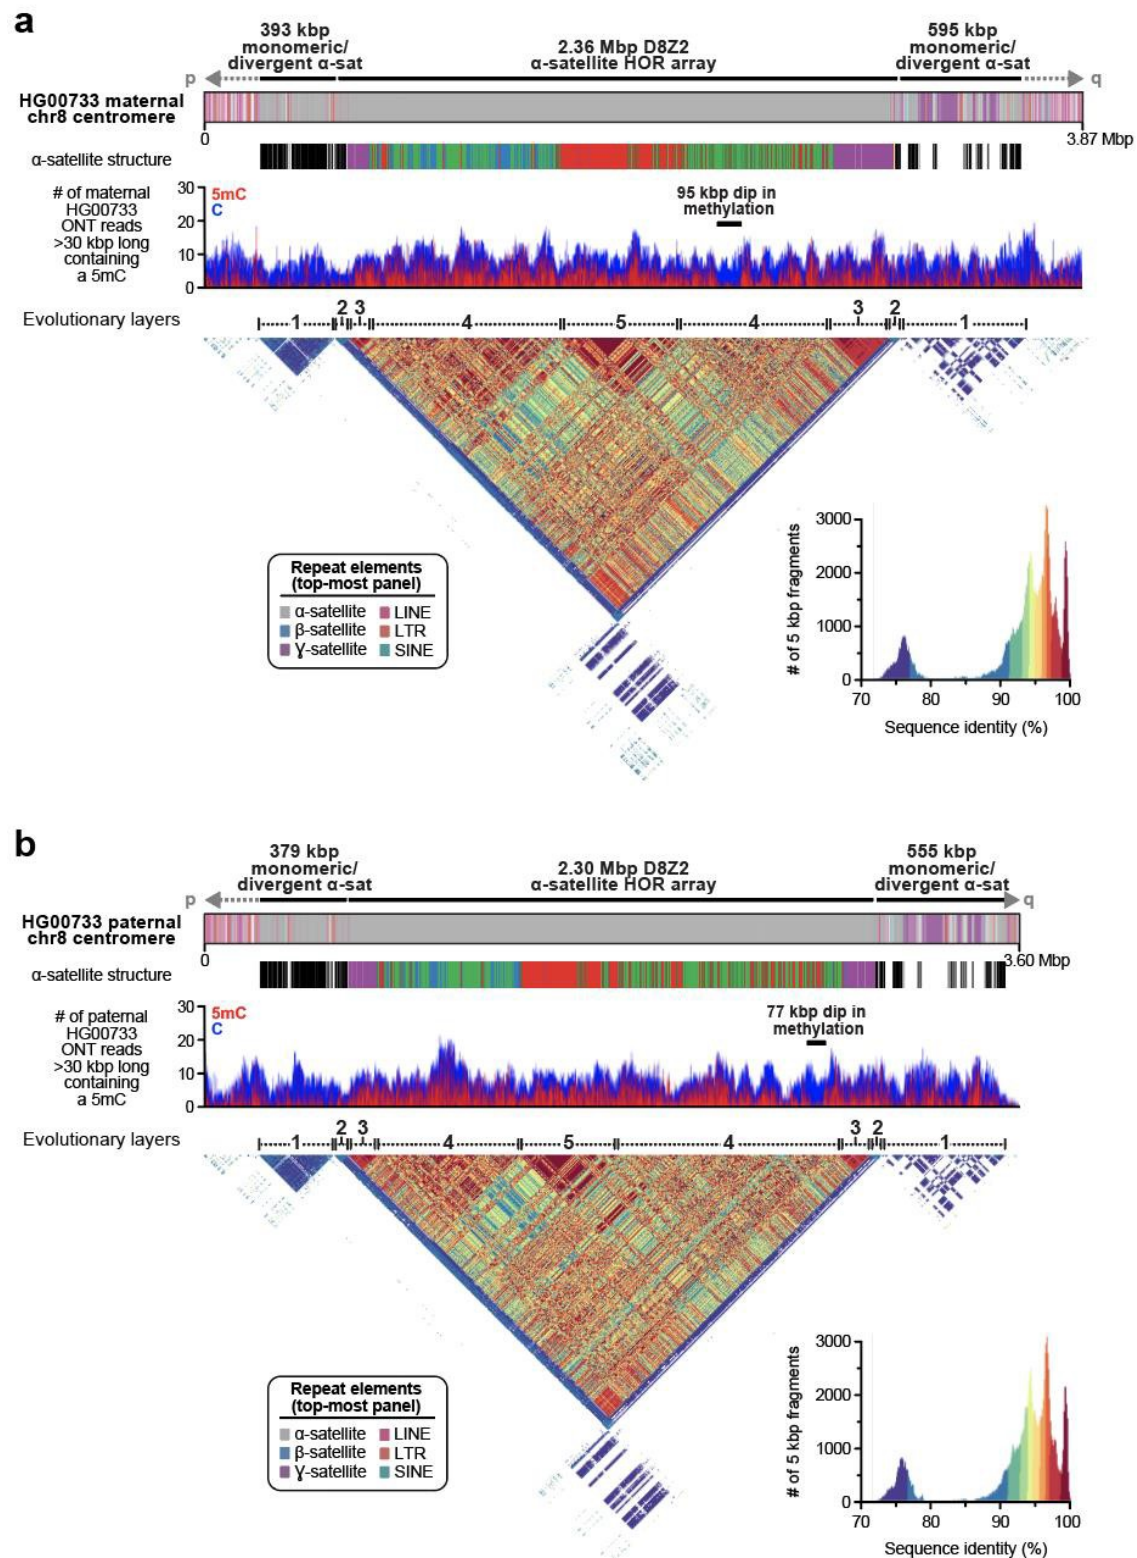 a
393 kbp
monomeric/
divergent α-sat
2.36 Mbp D8Z2
α-satellite HOR array
595 kbp
monomeric/
divergent α-sat
p
q
HG00733 maternal
chr8 centromere
0
3.87 Mbp
α-satellite structure
# of maternal
HG00733
ONT reads
>30 kbp long
containing
a 5mC
30
20
10
0
5mC
C
95 kbp dip in
methylation
Evolutionary layers
1 2 3 4 5 4 3 2 1
Repeat elements
(top-most panel)
α-satellite LINE
β-satellite LTR
Ɣ-satellite SINE
# of 5 kbp fragments
3000
2000
1000
0
70 80 90 100
Sequence identity (%)
b
379 kbp
monomeric/
divergent α-sat
2.30 Mbp D8Z2
α-satellite HOR array
555 kbp
monomeric/
divergent α-sat
p
q
HG00733 paternal
chr8 centromere
0
3.60 Mbp
α-satellite structure
# of paternal
HG00733
ONT reads
>30 kbp long
containing
a 5mC
30
20
10
0
5mC
C
77 kbp dip in
methylation
Evolutionary layers
1 2 3 4 5 4 3 2 1
Repeat elements
(top-most panel)
α-satellite LINE
β-satellite LTR
Ɣ-satellite SINE
# of 5 kbp fragments
3000
2000
1000
0
70 80 90 100
Sequence identity (%)